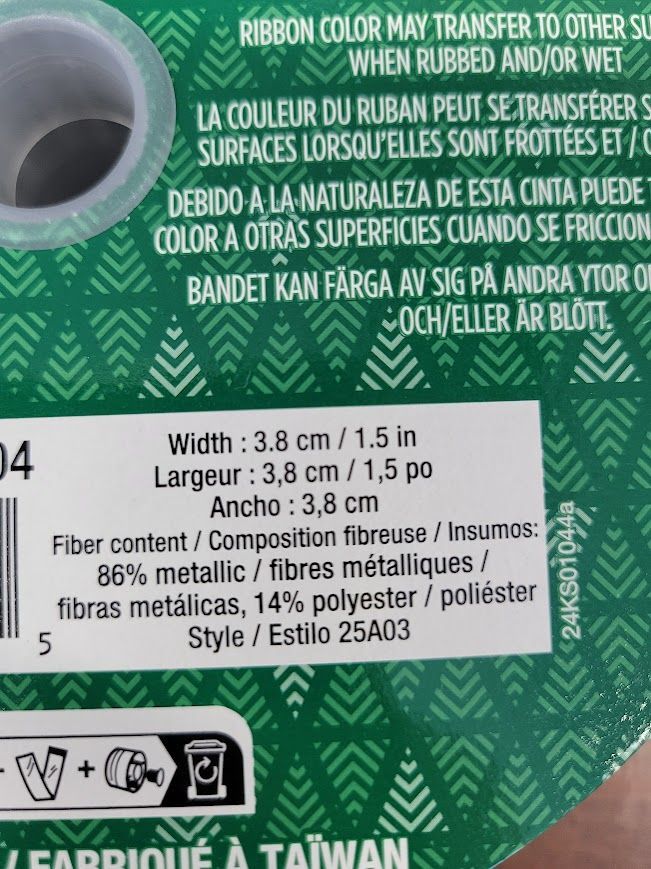 RIBBON COLOR MAY TRANSFER TO OTHER
WHEN RUBBED AND/OR WET
LA COULEUR DU RUBAN PEUT SE TRANSFÉRER
SURFACES LORSQU'ELLES SONT FROTTÉES ET /
DEBIDO A LA NATURALEZA DE ESTA CINTA PUEDE
COLOR A OTRAS SUPERFICIES CUANDO SE FRICCION
BANDET KAN FÄRGA AV SIG PÅ ANDRA YTOR
OCH/ELLER ÄR BLÖTT.
04
Width : 3.8 cm / 1.5 in
Largeur : 3,8 cm / 1,5 po
Ancho : 3,8 cm
Fiber content / Composition fibreuse / Insumos:
86% metallic / fibres métalliques /
fibras metálicas, 14% polyester / poliéster
Style / Estilo 25A03
5
24KS01044a
+
/ FABRIQUÉ À TAÏWAN